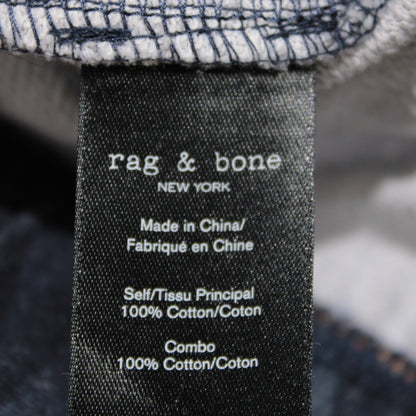 rag & bone
NEW YORK
Made in China/
Fabriqué en Chine
Self/Tissu Principal
100% Cotton/Coton
Combo
100% Cotton/Coton